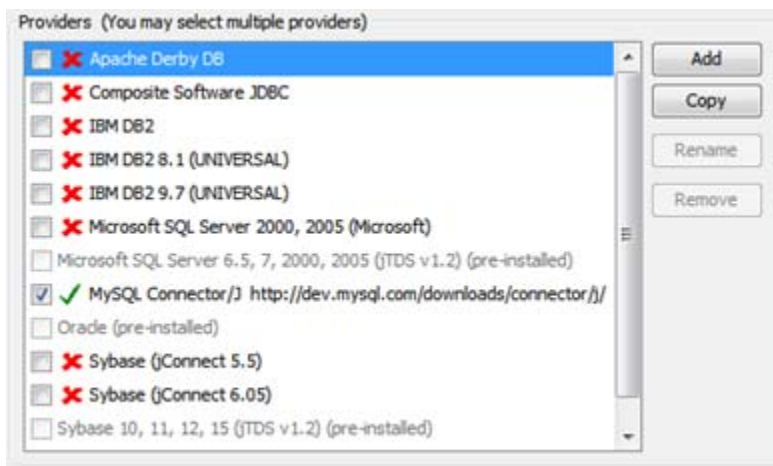 Providers (You may select multiple providers)
Apache Derby DB
Add
Composite Software JDBC
Copy
IBM DB2
IBM DB2 8.1 (UNIVERSAL)
Rename
IBM DB2 9.7 (UNIVERSAL)
Remove
Microsoft SQL Server 2000, 2005 (Microsoft)
Microsoft SQL Server 6.5, 7, 2000, 2005 (jTDS v1.2) (pre-installed)
MySQL Connector/J http://dev.mysql.com/downloads/connector/j/
Oracle (pre-installed)
Sybase (jConnect 5.5)
Sybase (jConnect 6.05)
Sybase 10, 11, 12, 15 (jTDS v1.2) (pre-installed)